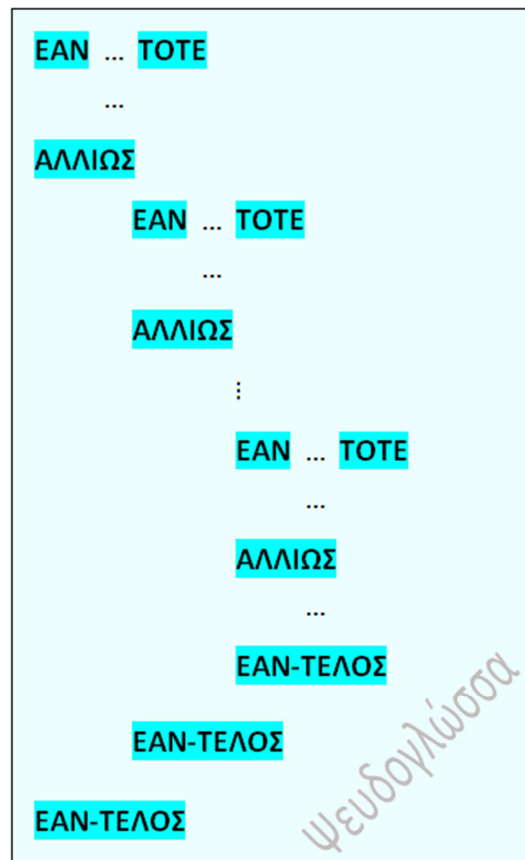 ΕΑΝ ... ΤΟΤΕ
...
ΑΛΛΙΩΣ
ΕΑΝ ... ΤΟΤΕ
...
ΑΛΛΙΩΣ
⋮
ΕΑΝ ... ΤΟΤΕ
...
ΑΛΛΙΩΣ
...
ΕΑΝ-ΤΕΛΟΣ
ΕΑΝ-ΤΕΛΟΣ
ΕΑΝ-ΤΕΛΟΣ
Ψευδογλώσσα